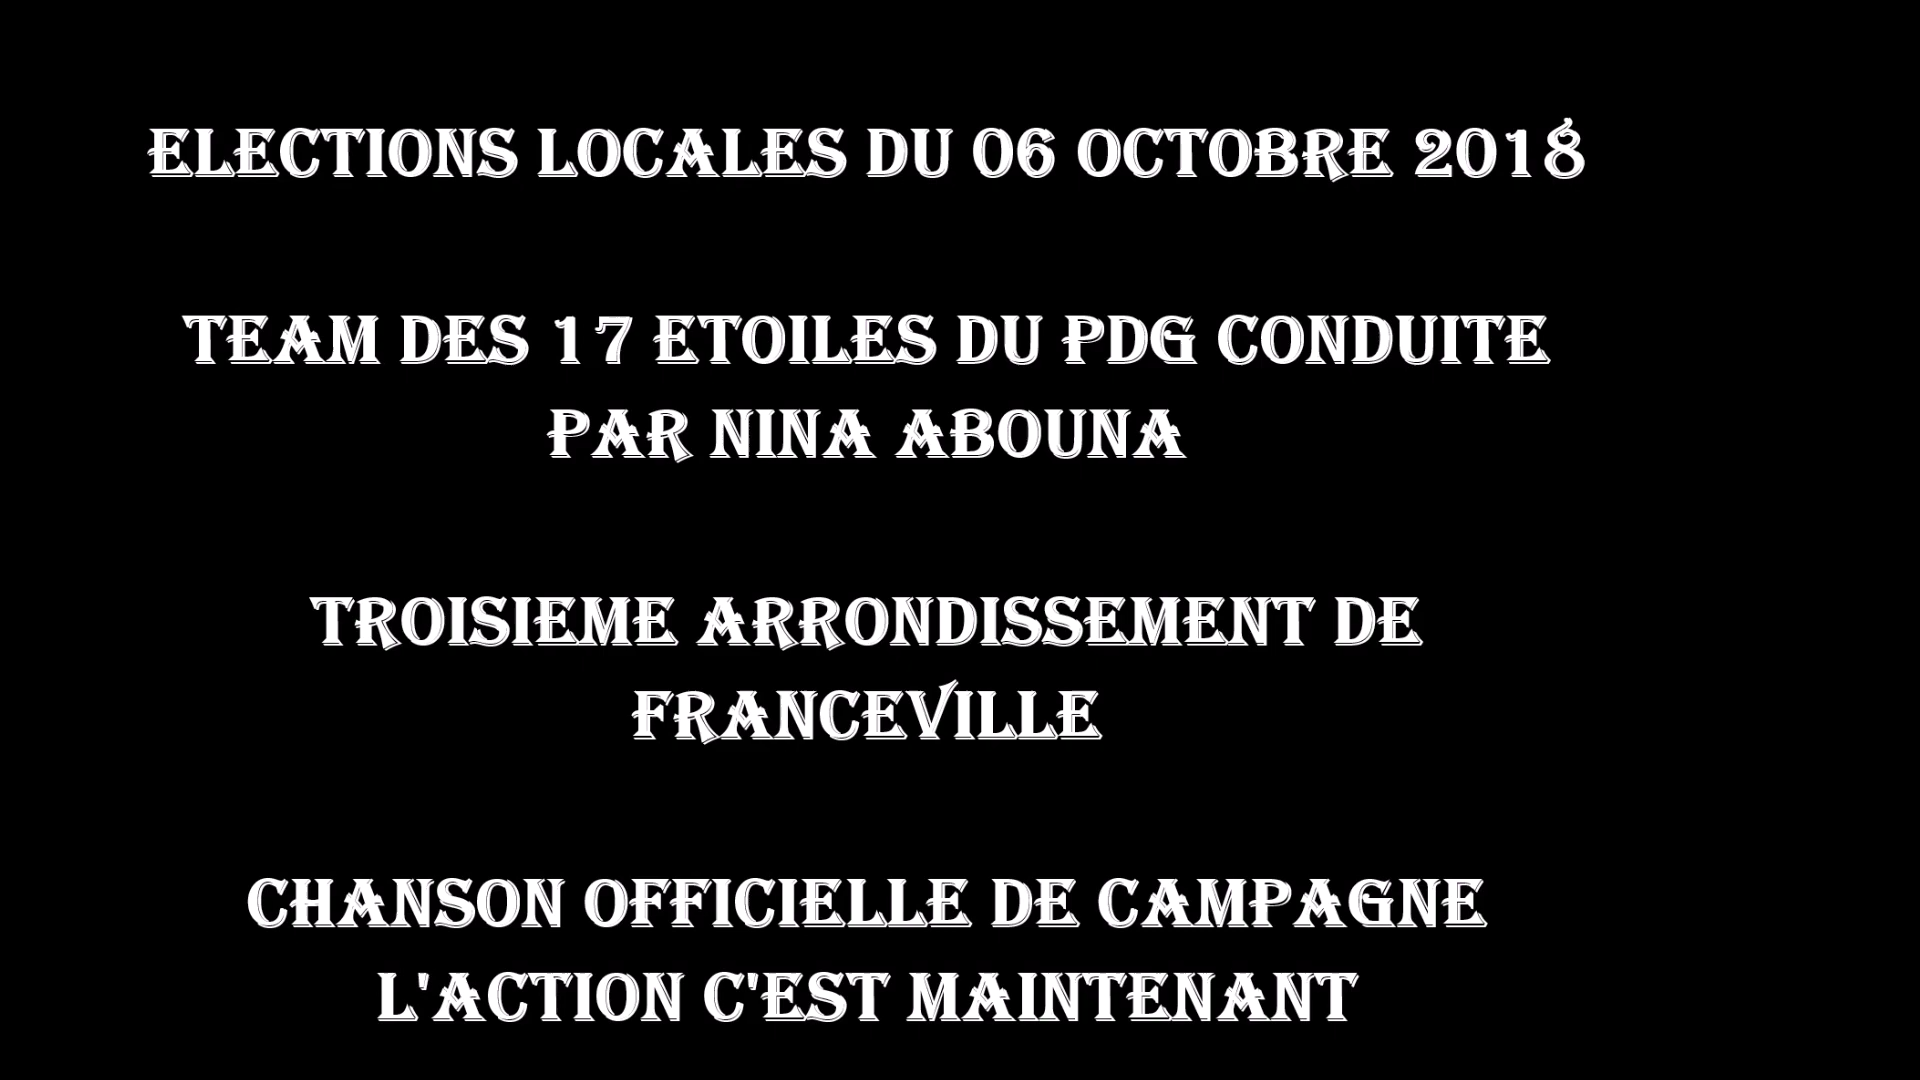 ELECTIONS LOCALES DU 06 OCTOBRE 2018
TEAM DES 17 ETOILES DU PDG CONDUITE
PAR NINA ABOUNA
TROISIEME ARRONDISSEMENT DE
FRANCEVILLE
CHANSON OFFICIELLE DE CAMPAGNE
L'ACTION C'EST MAINTENANT